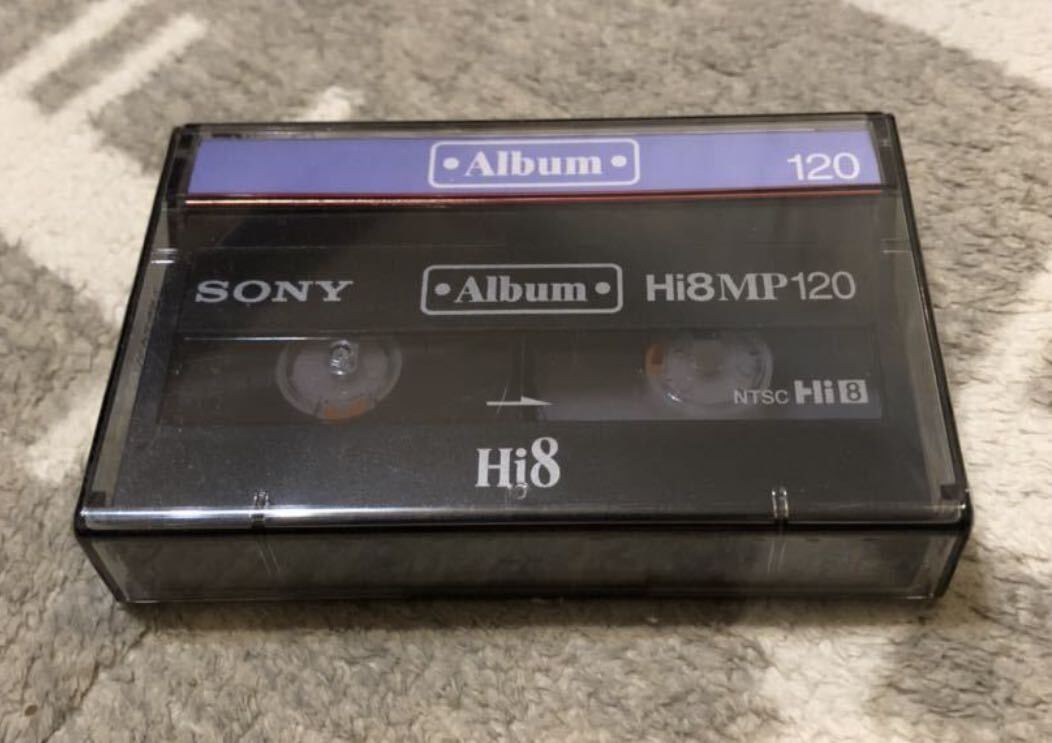 • Album • 120
SONY • Album • Hi8MP120
NTSC Hi8
Hi8